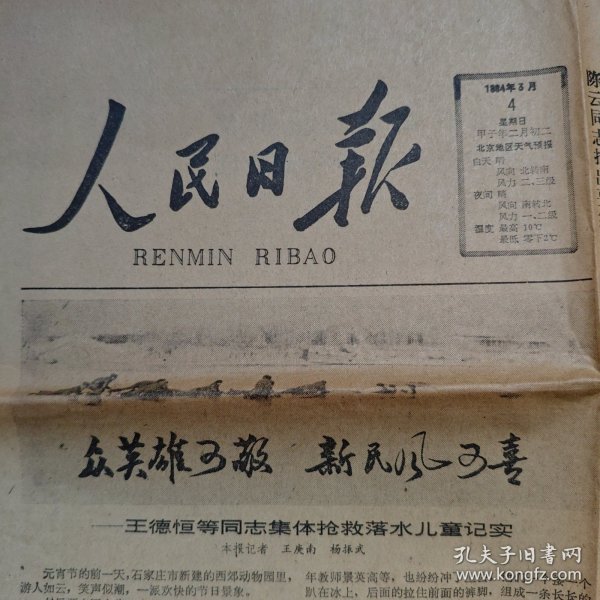 人民日报
RENMIN RIBAO
1984年3月
4
星期日
甲子年二月初二
北京地区天气预报
白天 晴
风向 北转南
风力 二、三级
夜间 晴
风向 南转北
风力 一、二级
温度 最高 10℃
最低 零下2℃
陈云同志
众英雄可敬 新民风可喜
——王德恒等同志集体抢救落水儿童记实
本报记者 王庚南 杨振武
元宵节的前一天,石家庄市新建的西郊动物园里,
游人如云,笑声似潮,一派欢快的节日景象。
年教师景英高等,也纷纷冲
趴在冰上,后面的拉住前面的裤脚,组成一条长长的
孔夫子旧书网